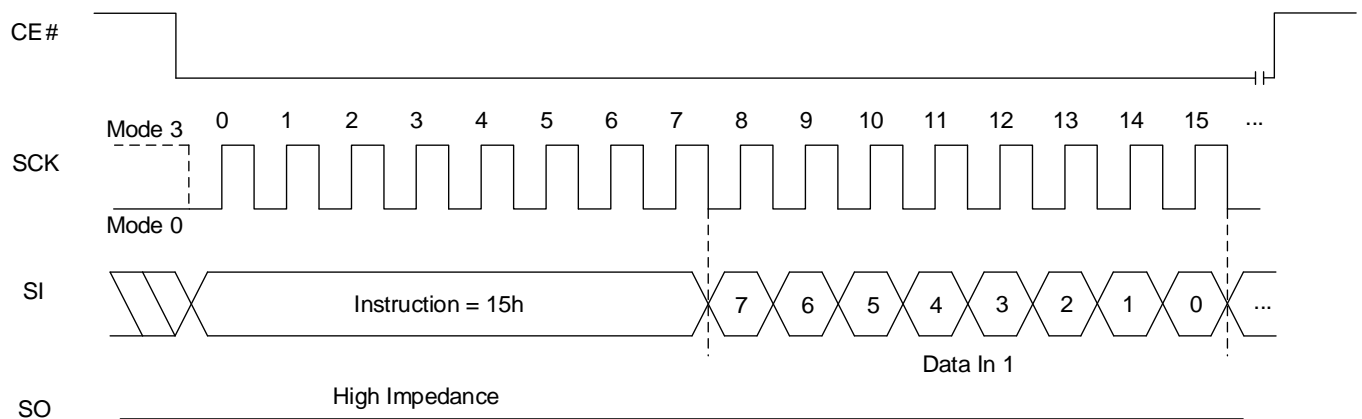 CE#
Mode 3 0 1 2 3 4 5 6 7 8 9 10 11 12 13 14 15 ...
SCK
Mode 0
SI Instruction = 15h 7 6 5 4 3 2 1 0 ...
Data In 1
High Impedance
SO